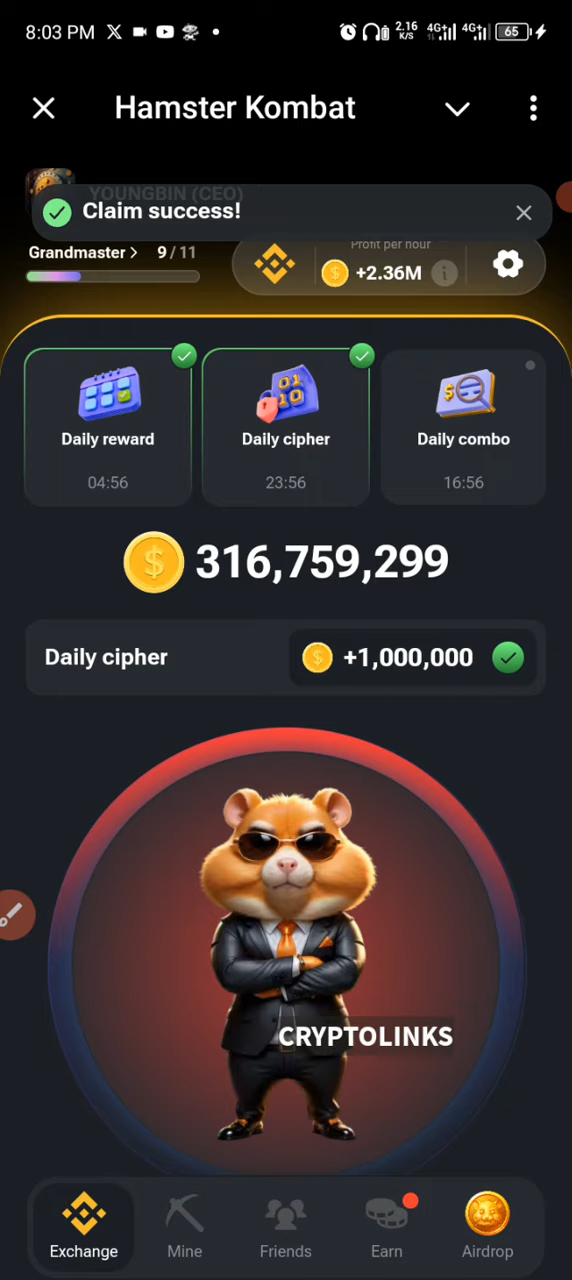 8:03 PM
2.16
K/S
4G
4G
65
Hamster Kombat
YOUNGBIN (CEO)
Claim success!
Grandmaster > 9 / 11
Profit per hour
+2.36M
Daily reward
04:56
01
10
Daily cipher
23:56
Daily combo
16:56
316,759,299
Daily cipher
+1,000,000
CRYPTOLINKS
Exchange
Mine
Friends
Earn
Airdrop